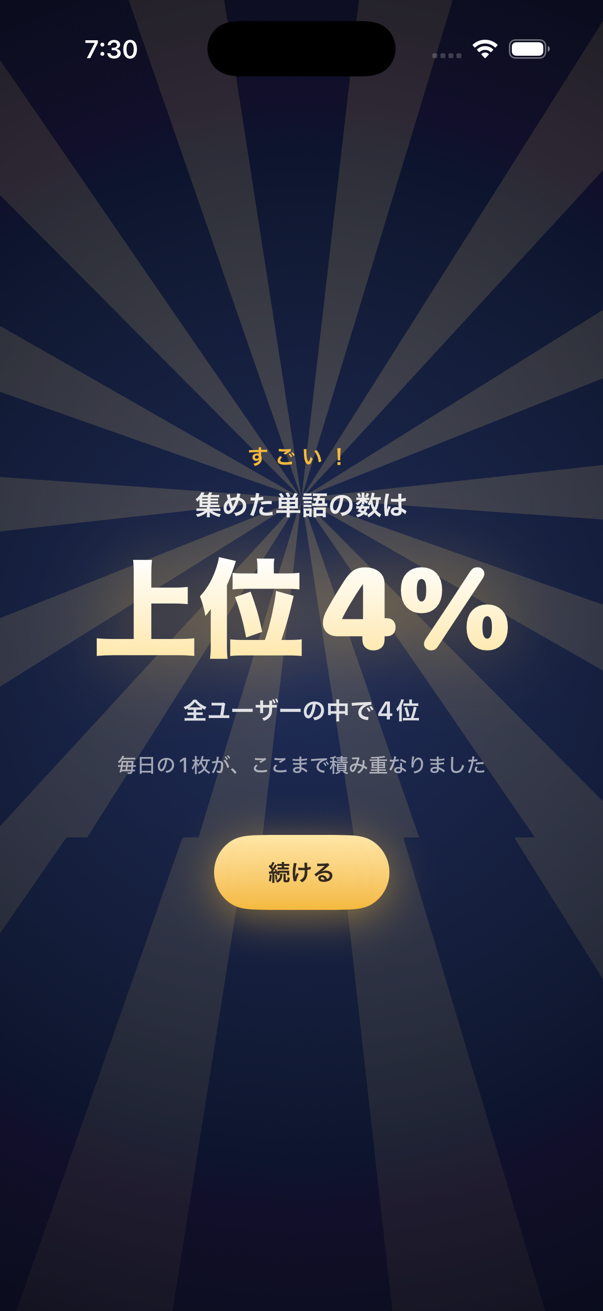 7:30
すごい！
集めた単語の数は
上位 4%
全ユーザーの中で4位
毎日の1枚が、ここまで積み重なりました
続ける